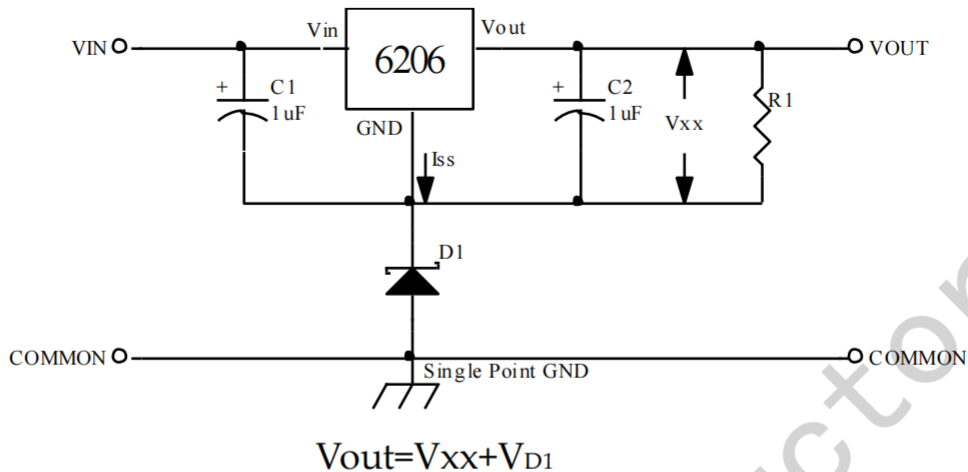 Vin
Vout
VIN
6206
VOUT
+
C1
1uF
+
C2
1uF
Vxx
R1
GND
Iss
D1
COMMON
COMMON
Single Point GND
Vout=Vxx+VD1
ctor